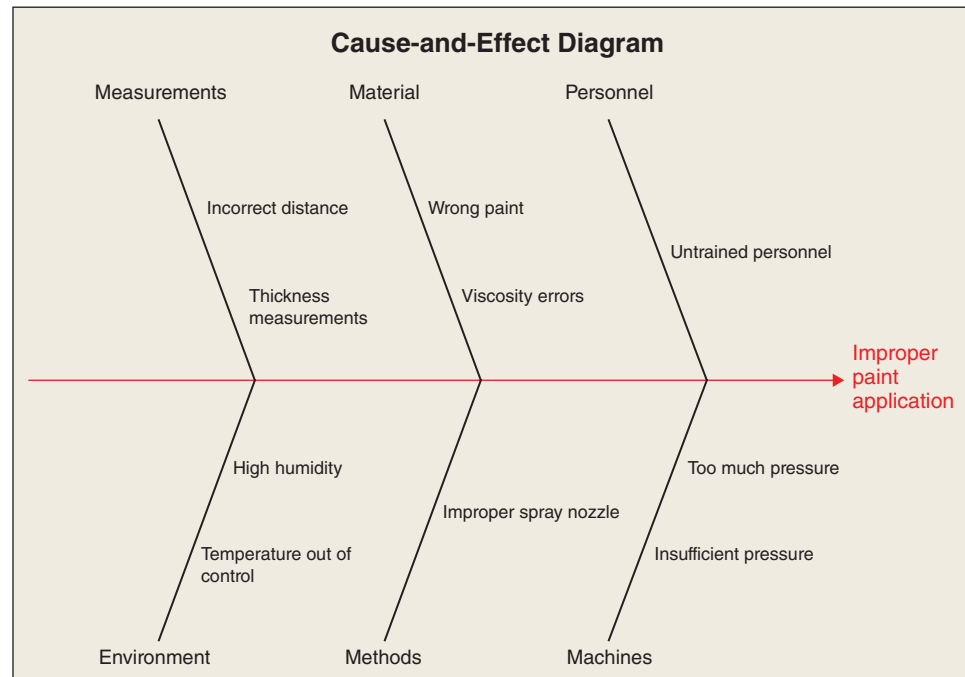 Cause-and-Effect Diagram
Measurements
Material
Personnel
Incorrect distance
Wrong paint
Untrained personnel
Thickness
measurements
Viscosity errors
Improper
paint
application
High humidity
Too much pressure
Improper spray nozzle
Temperature out of
control
Insufficient pressure
Environment
Methods
Machines